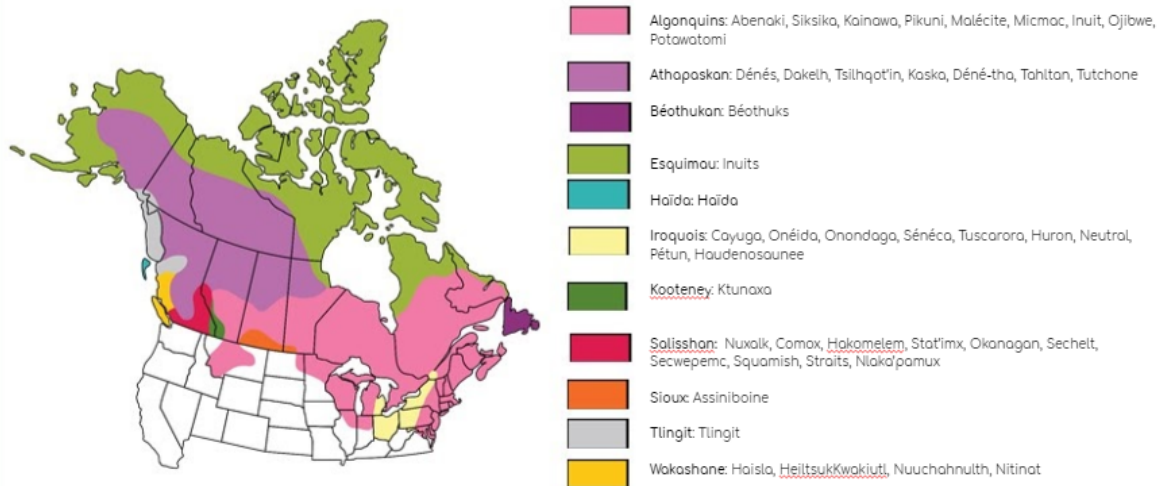 Algonquins: Abenaki, Siksika, Kainawa, Pikuni, Malécite, Micmac, Inuit, Ojibwe,
Potawatomi
Athapaskan: Dénés, Dakelh, Tsilhqot'in, Kaska, Déné-tha, Tahltan, Tutchone
Béothukan: Béothuks
Esquimau: Inuits
Haïda: Haïda
Iroquois: Cayuga, Onéida, Onondaga, Sénéca, Tuscarora, Huron, Neutral,
Pétun, Haudenosaunee
Kooteney: Ktunaxa
Salisshan: Nuxalk, Comox, Hakomelem, Stat'imx, Okanagan, Sechelt,
Secwepemc, Squamish, Straits, Nlaka'pamux
Sioux: Assiniboine
Tlingit: Tlingit
Wakashane: Haisla, HeiltsukKwakiutl, Nuuchahnulth, Nitinat